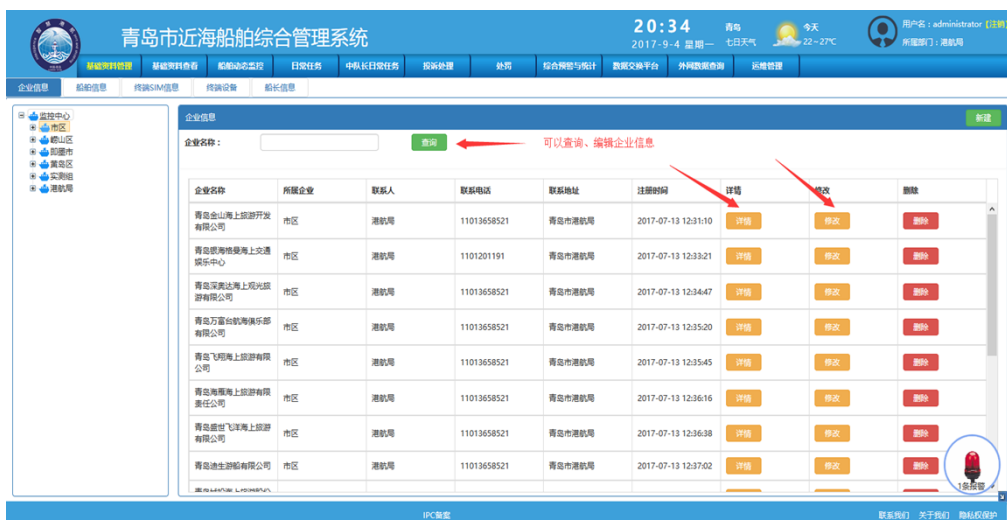 青岛市近海船舶综合管理系统
20:34
2017-9-4 星期一
青岛
七日天气
今天
22~27℃
用户名：administrator【注销】
所属部门：港航局
基础资料管理 基础资料查看 船舶动态监控 日常任务 中队长日常任务 投诉处理 处罚 综合预警与统计 数据交换平台 外网数据查询 运维管理
企业信息 船舶信息 终端SIM信息 终端设备 船长信息
监控中心
市区
崂山区
即墨市
黄岛区
实测组
港航局
企业信息 新建
企业名称： 查询 可以查询、编辑企业信息
企业名称 所属企业 联系人 联系电话 联系地址 注册时间 详情 修改 删除
青岛金山海上旅游开发
有限公司 市区 港航局 11013658521 青岛市港航局 2017-07-13 12:31:10 详情 修改 删除
青岛银海格曼海上交通
娱乐中心 市区 港航局 1101201191 青岛市港航局 2017-07-13 12:33:21 详情 修改 删除
青岛深奥达海上观光旅
游有限公司 市区 港航局 11013658521 青岛市港航局 2017-07-13 12:34:47 详情 修改 删除
青岛万富台航海俱乐部
有限公司 市区 港航局 11013658521 青岛市港航局 2017-07-13 12:35:20 详情 修改 删除
青岛飞翔海上旅游有限
公司 市区 港航局 11013658521 青岛市港航局 2017-07-13 12:35:45 详情 修改 删除
青岛海雁海上旅游有限
责任公司 市区 港航局 11013658521 青岛市港航局 2017-07-13 12:36:16 详情 修改 删除
青岛盛世飞洋海上旅游
有限公司 市区 港航局 11013658521 青岛市港航局 2017-07-13 12:36:38 详情 修改 删除
青岛迪生游船有限公司 市区 港航局 11013658521 青岛市港航局 2017-07-13 12:37:02 详情 修改 删除
1条报警
联系我们 关于我们 隐私权保护